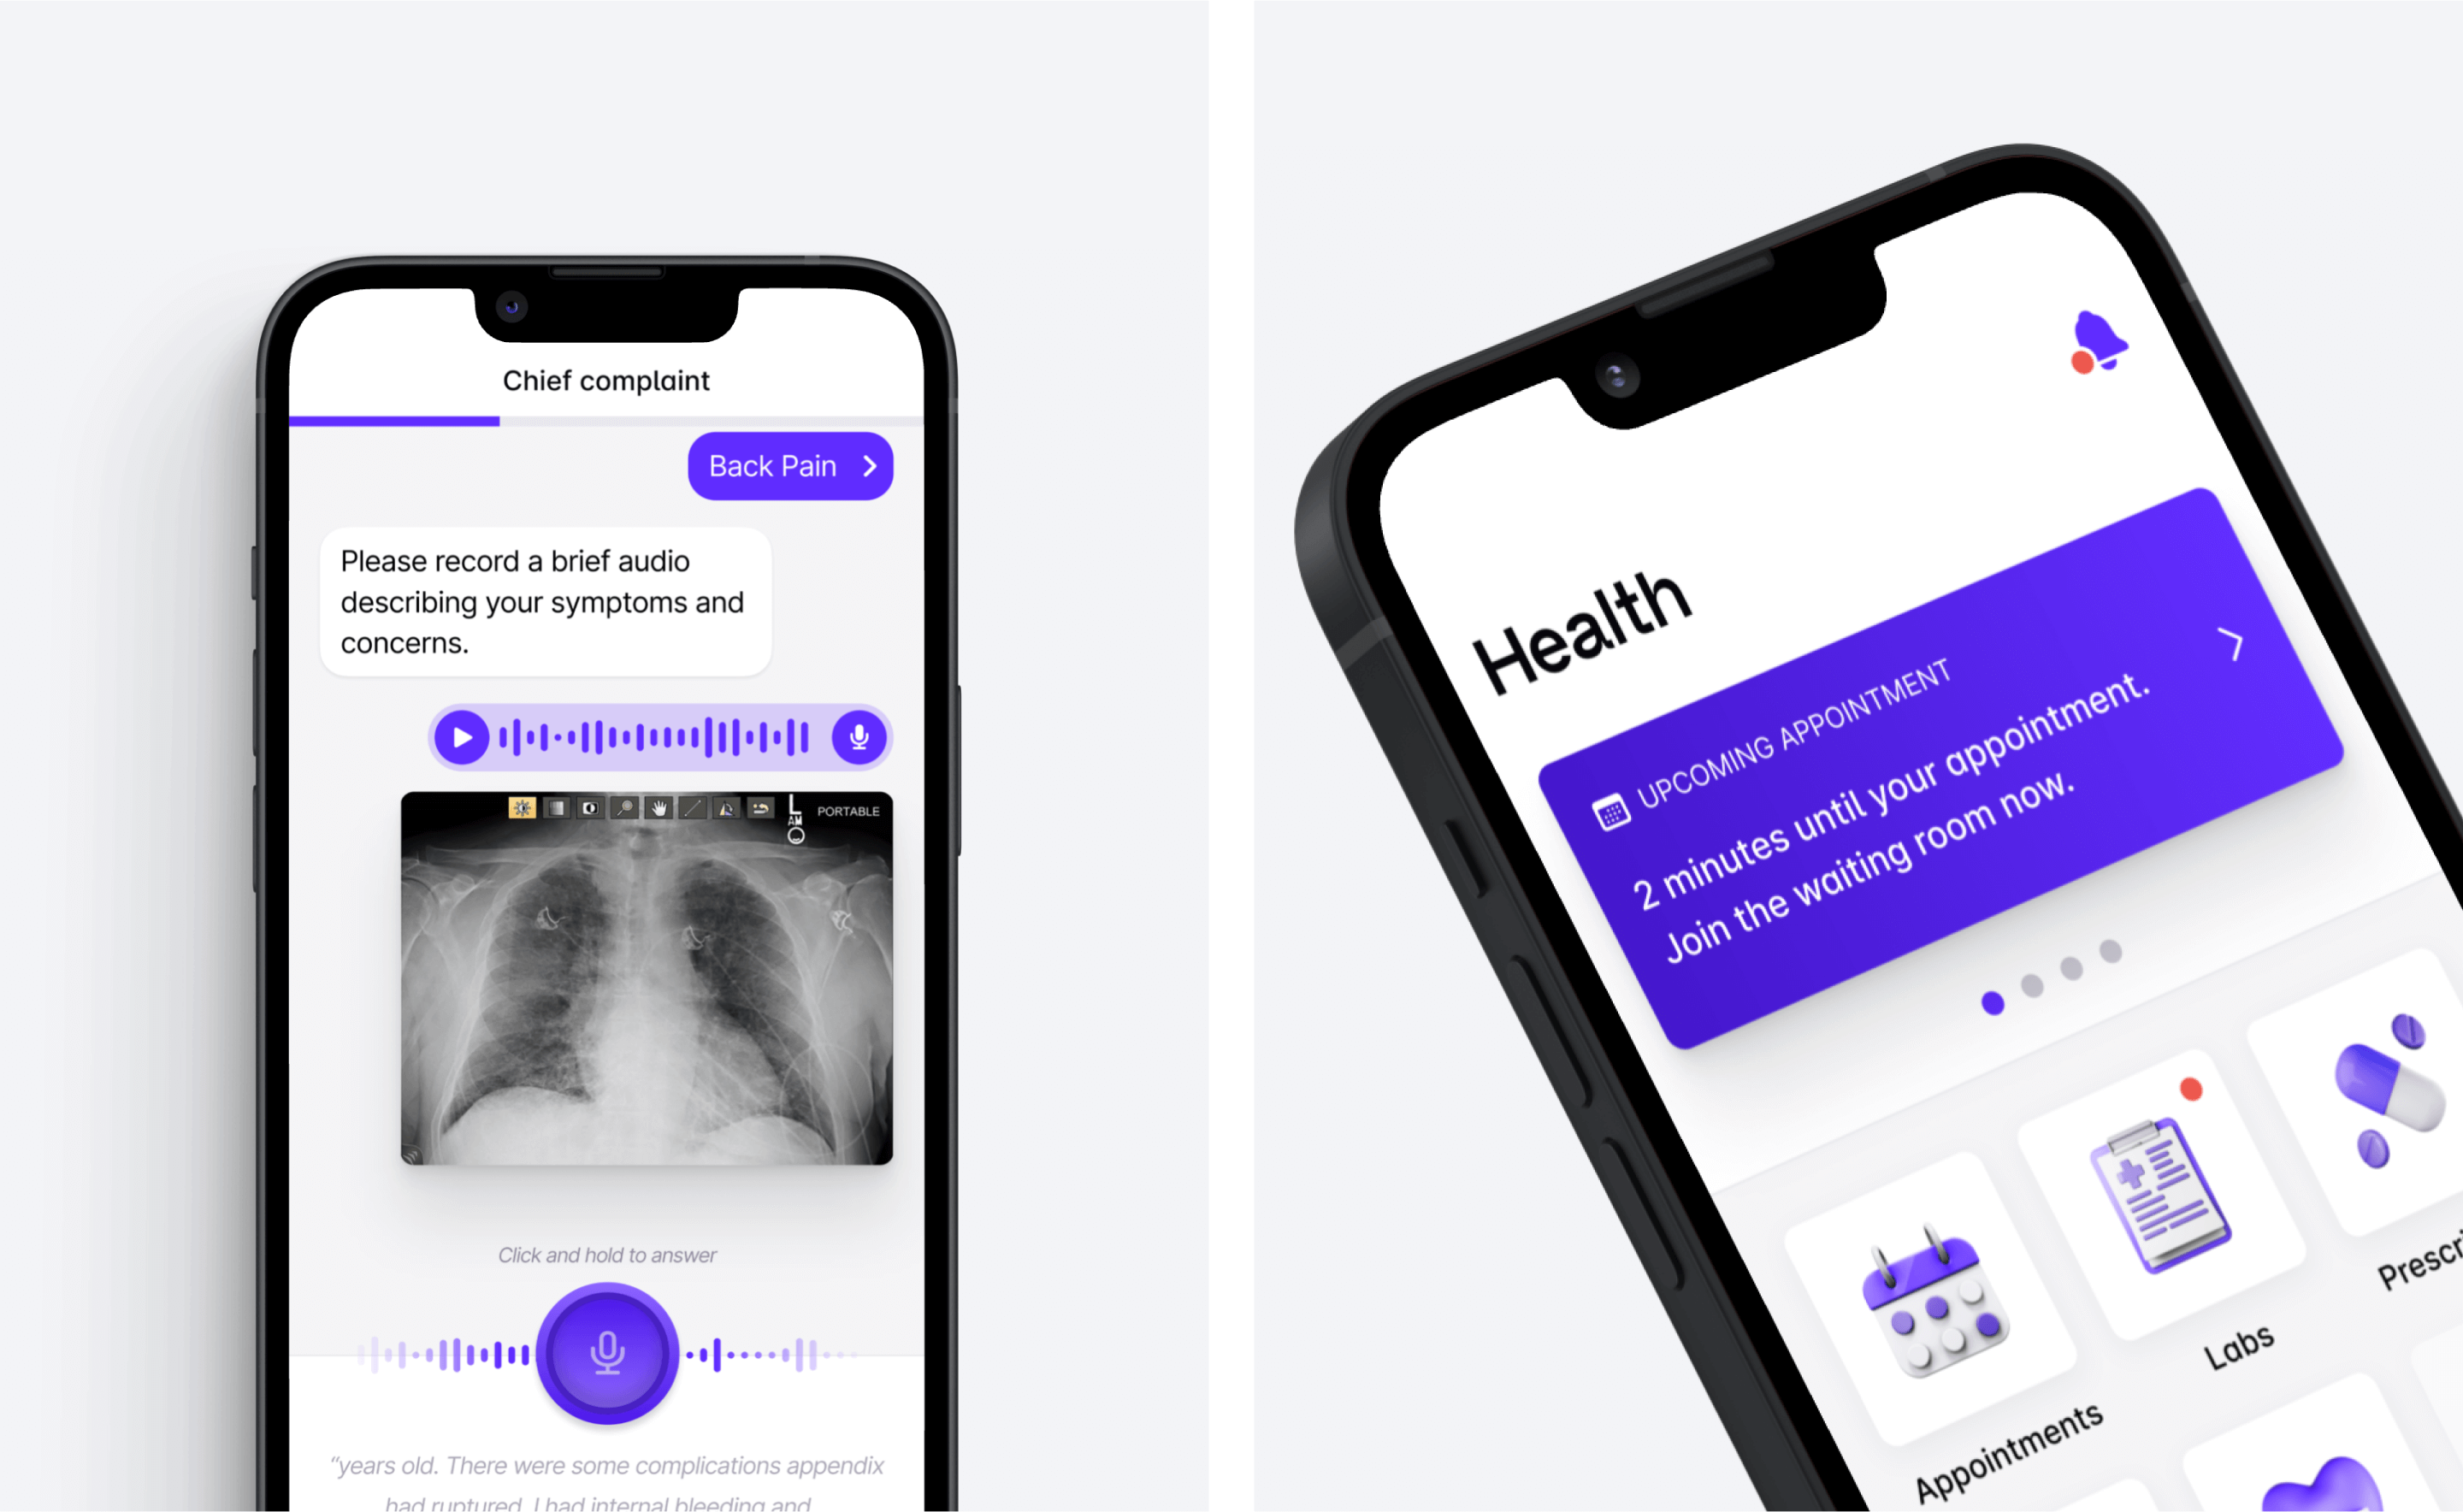 Chief complaint
Back Pain
Please record a brief audio
describing your symptoms and
concerns.
L
AM
PORTABLE
Click and hold to answer
“years old. There were some complications appendix
had ruptured. I had internal bleeding and
Health
UPCOMING APPOINTMENT
2 minutes until your appointment.
Join the waiting room now.
Appointments
Labs